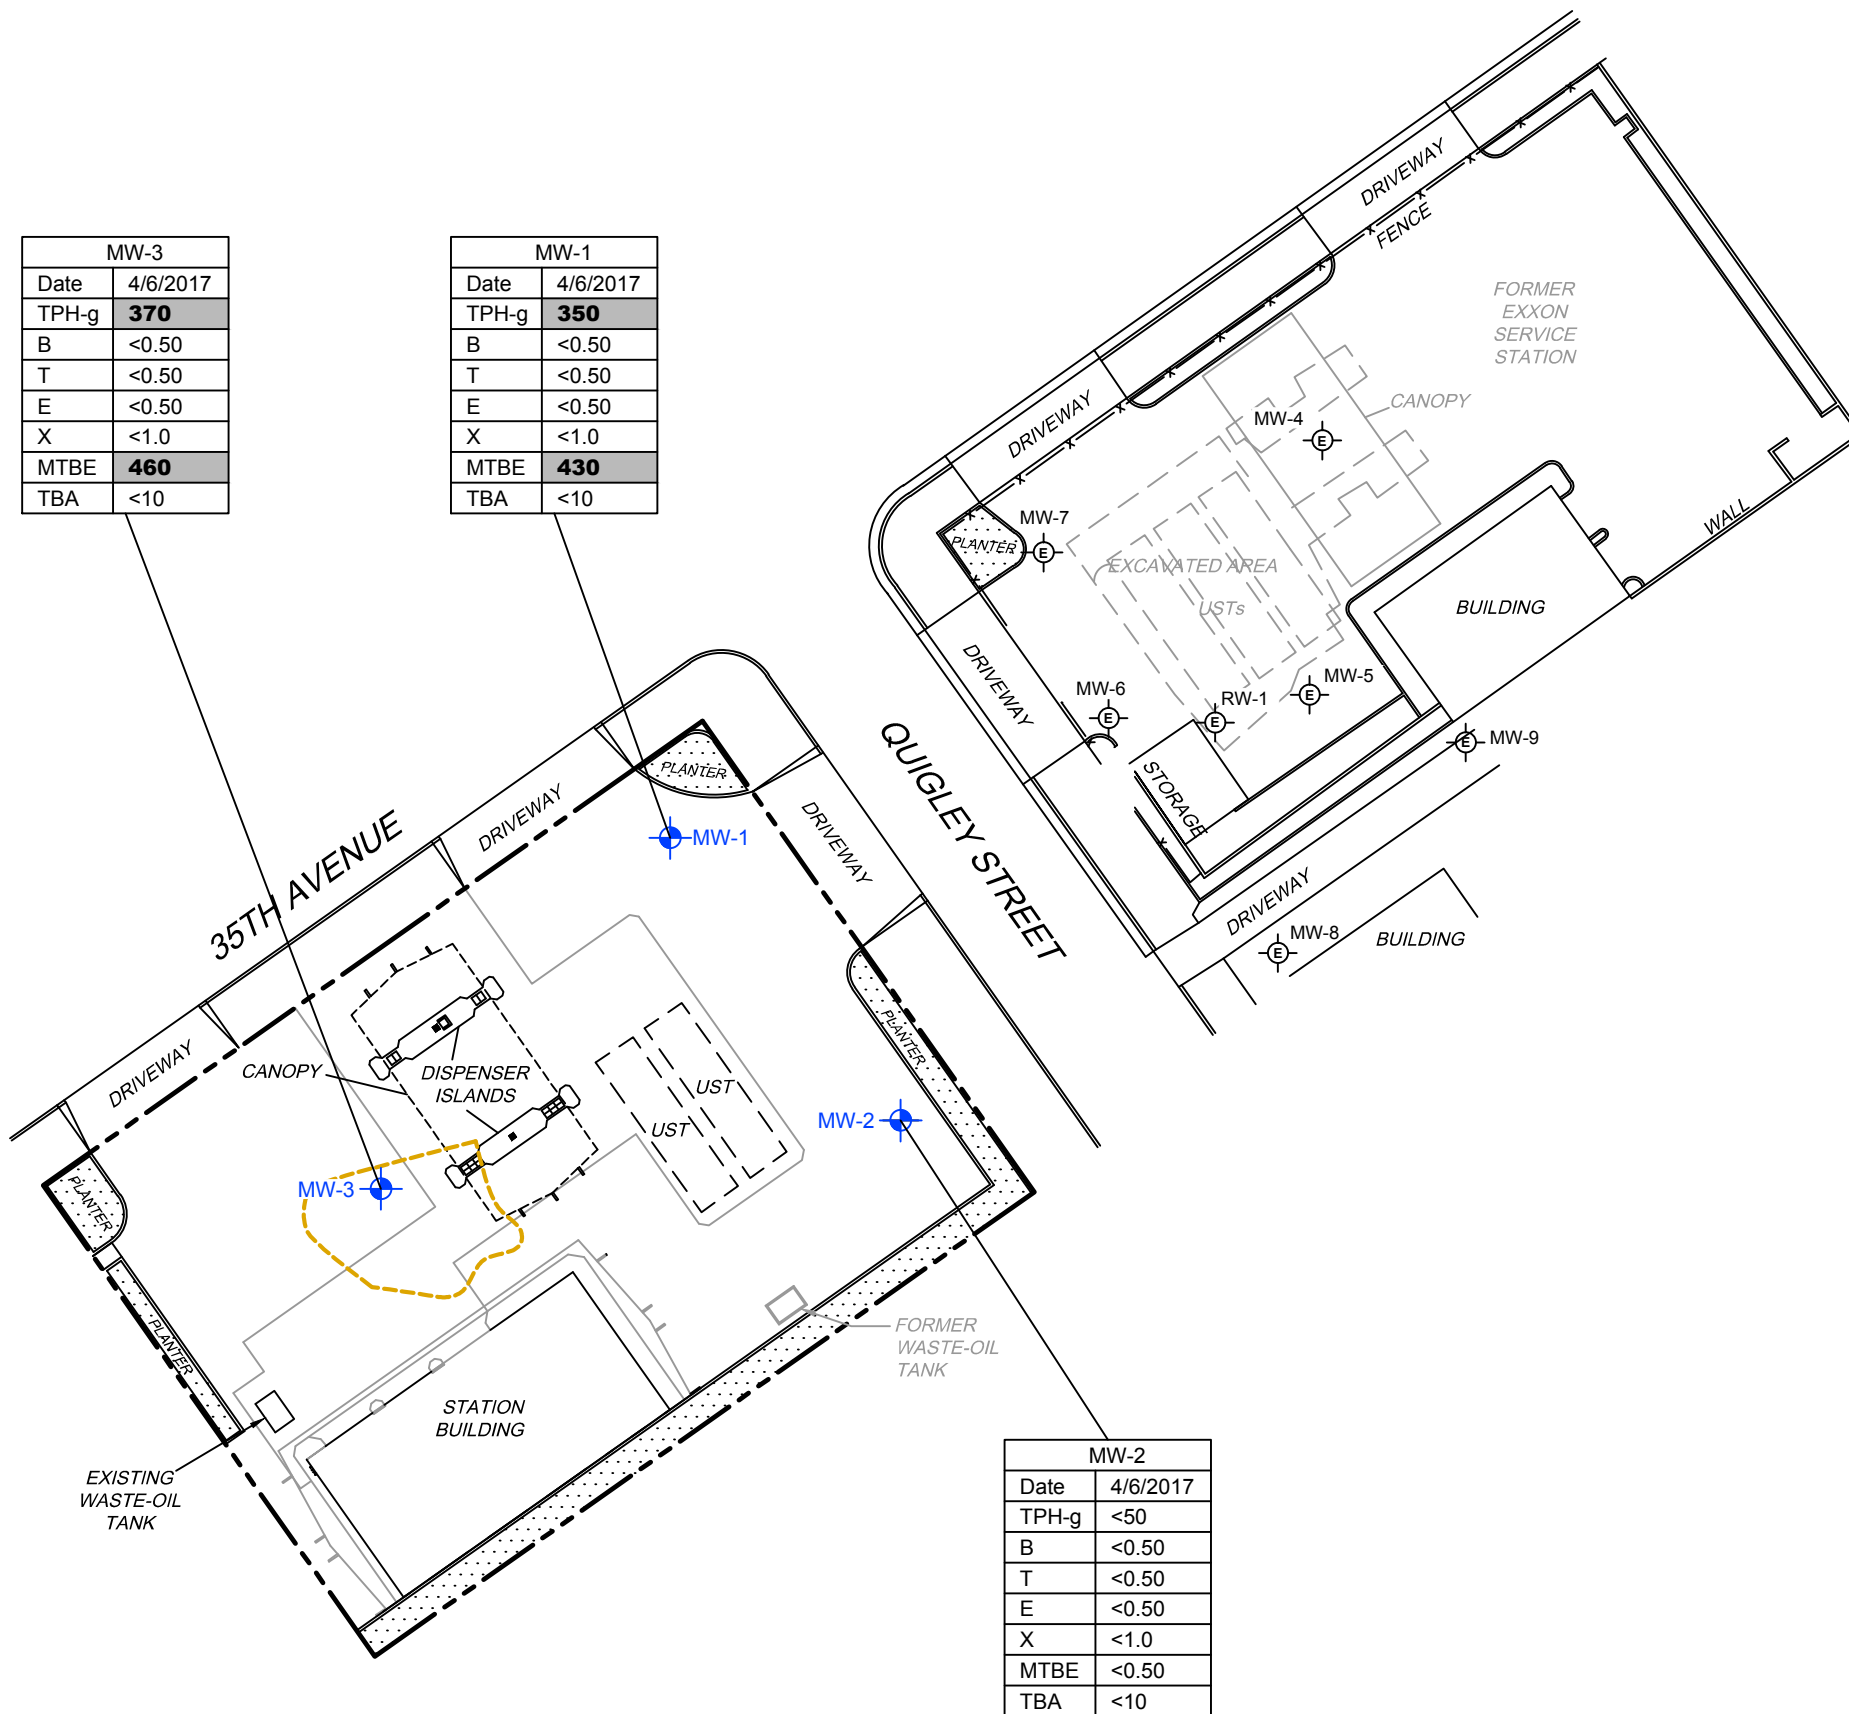 MW-3
Date 4/6/2017
TPH-g 370
B <0.50
T <0.50
E <0.50
X <1.0
MTBE 460
TBA <10
MW-1
Date 4/6/2017
TPH-g 350
B <0.50
T <0.50
E <0.50
X <1.0
MTBE 430
TBA <10
DRIVEWAY
FENCE
FORMER
EXXON
SERVICE
STATION
CANOPY
MW-4
E
DRIVEWAY
MW-7
E
PLANTER
EXCAVATED AREA
USTs
WALL
BUILDING
DRIVEWAY
MW-6
E
RW-1
E
MW-5
E
MW-9
E
STORAGE
DRIVEWAY
MW-8
E
BUILDING
QUIGLEY STREET
35TH AVENUE
PLANTER
DRIVEWAY
MW-1
DRIVEWAY
DRIVEWAY
CANOPY
DISPENSER
ISLANDS
UST
UST
PLANTER
MW-2
MW-3
PLANTER
PLANTER
FORMER
WASTE-OIL
TANK
STATION
BUILDING
EXISTING
WASTE-OIL
TANK
MW-2
Date 4/6/2017
TPH-g <50
B <0.50
T <0.50
E <0.50
X <1.0
MTBE <0.50
TBA <10